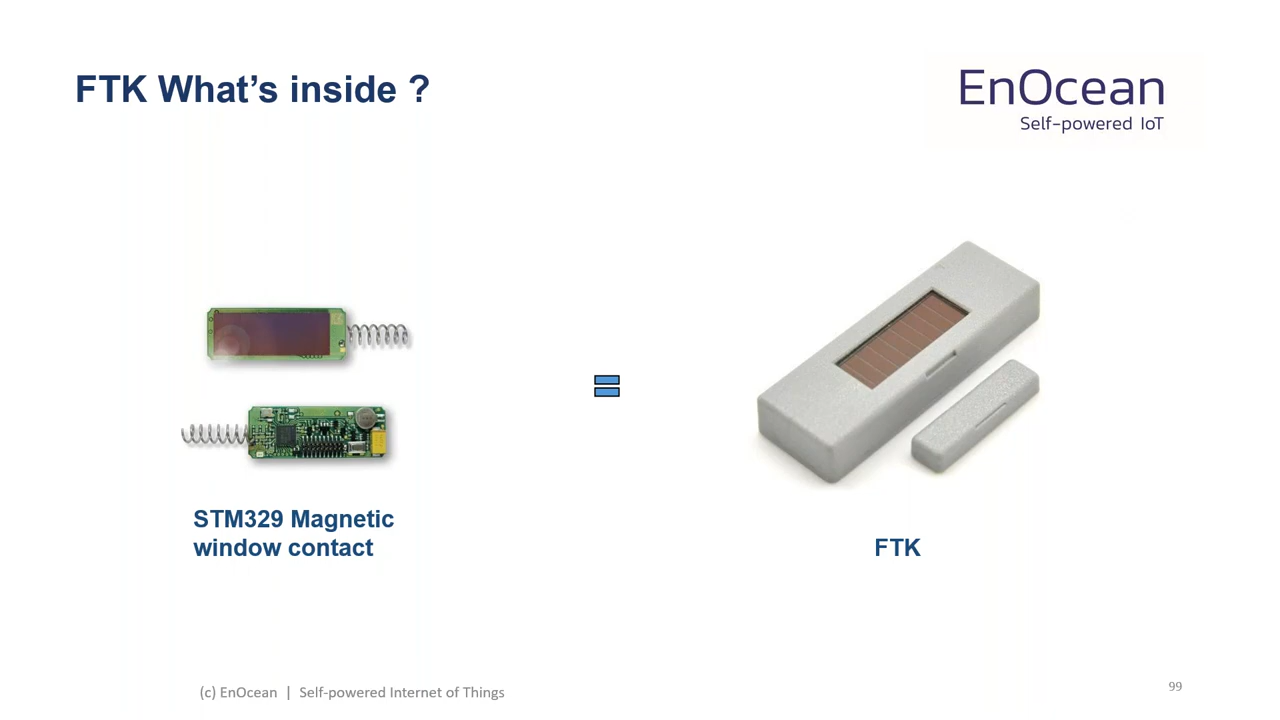 FTK What’s inside ?
EnOcean
Self-powered IoT
STM329 Magnetic
window contact
FTK
(c) EnOcean | Self-powered Internet of Things
99